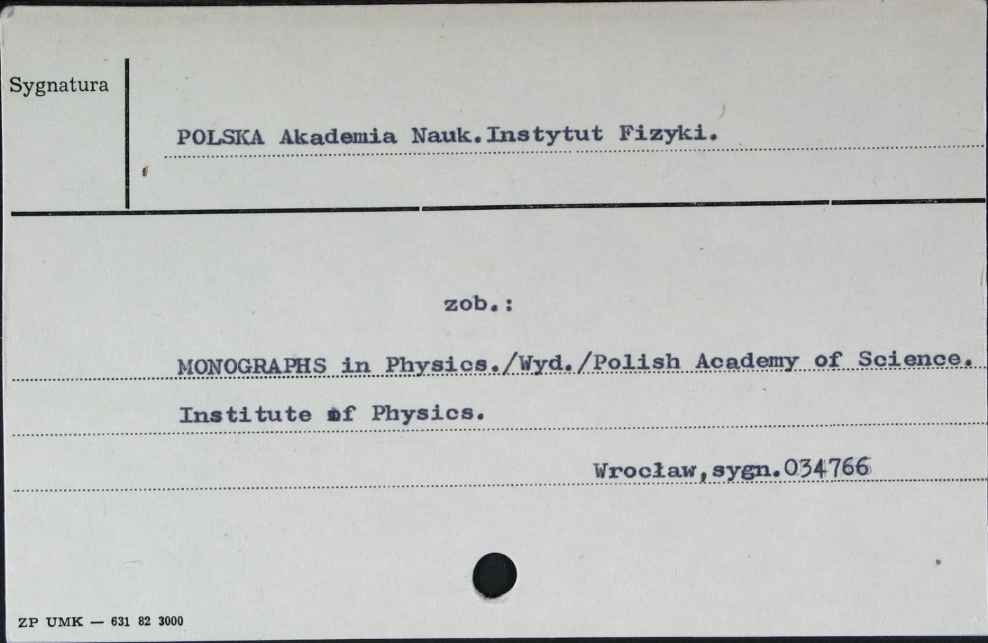 Sygnatura
POLSKA Akademia Nauk.Instytut Fizyki.
zob.:
MONOGRAPHS in Physics./Wyd./Polish Academy of Science.
Institute of Physics.
Wrocław,sygn.034766
ZP UMK — 631 82 3000